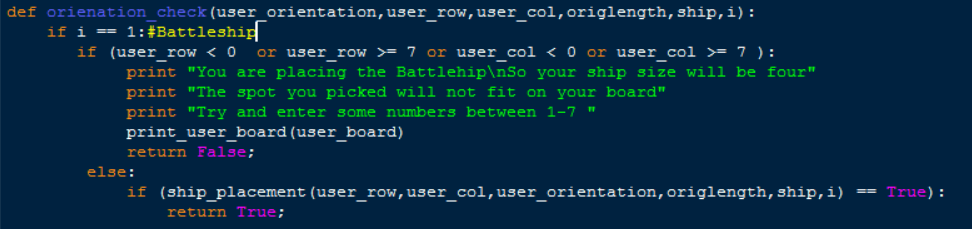 def orienation_check(user_orientation,user_row,user_col,origlength,ship,i):
    if i == 1:#Battleship
       if (user_row < 0  or user_row >= 7 or user_col < 0 or user_col >= 7 ):
            print "You are placing the Battlehip\nSo your ship size will be four"
            print "The spot you picked will not fit on your board"
            print "Try and enter some numbers between 1-7 "
            print_user_board(user_board)
            return False;
        else:
            if (ship_placement(user_row,user_col,user_orientation,origlength,ship,i) == True):
                return True;